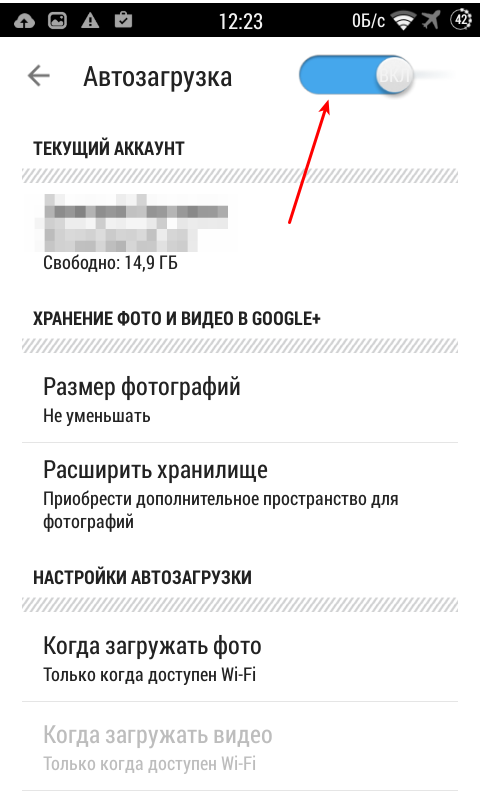 12:23
0Б/с
42
Автозагрузка
ВКЛ
ТЕКУЩИЙ АККАУНТ
Свободно: 14,9 ГБ
ХРАНЕНИЕ ФОТО И ВИДЕО В GOOGLE+
Размер фотографий
Не уменьшать
Расширить хранилище
Приобрести дополнительное пространство для
фотографий
НАСТРОЙКИ АВТОЗАГРУЗКИ
Когда загружать фото
Только когда доступен Wi-Fi
Когда загружать видео
Только когда доступен Wi-Fi